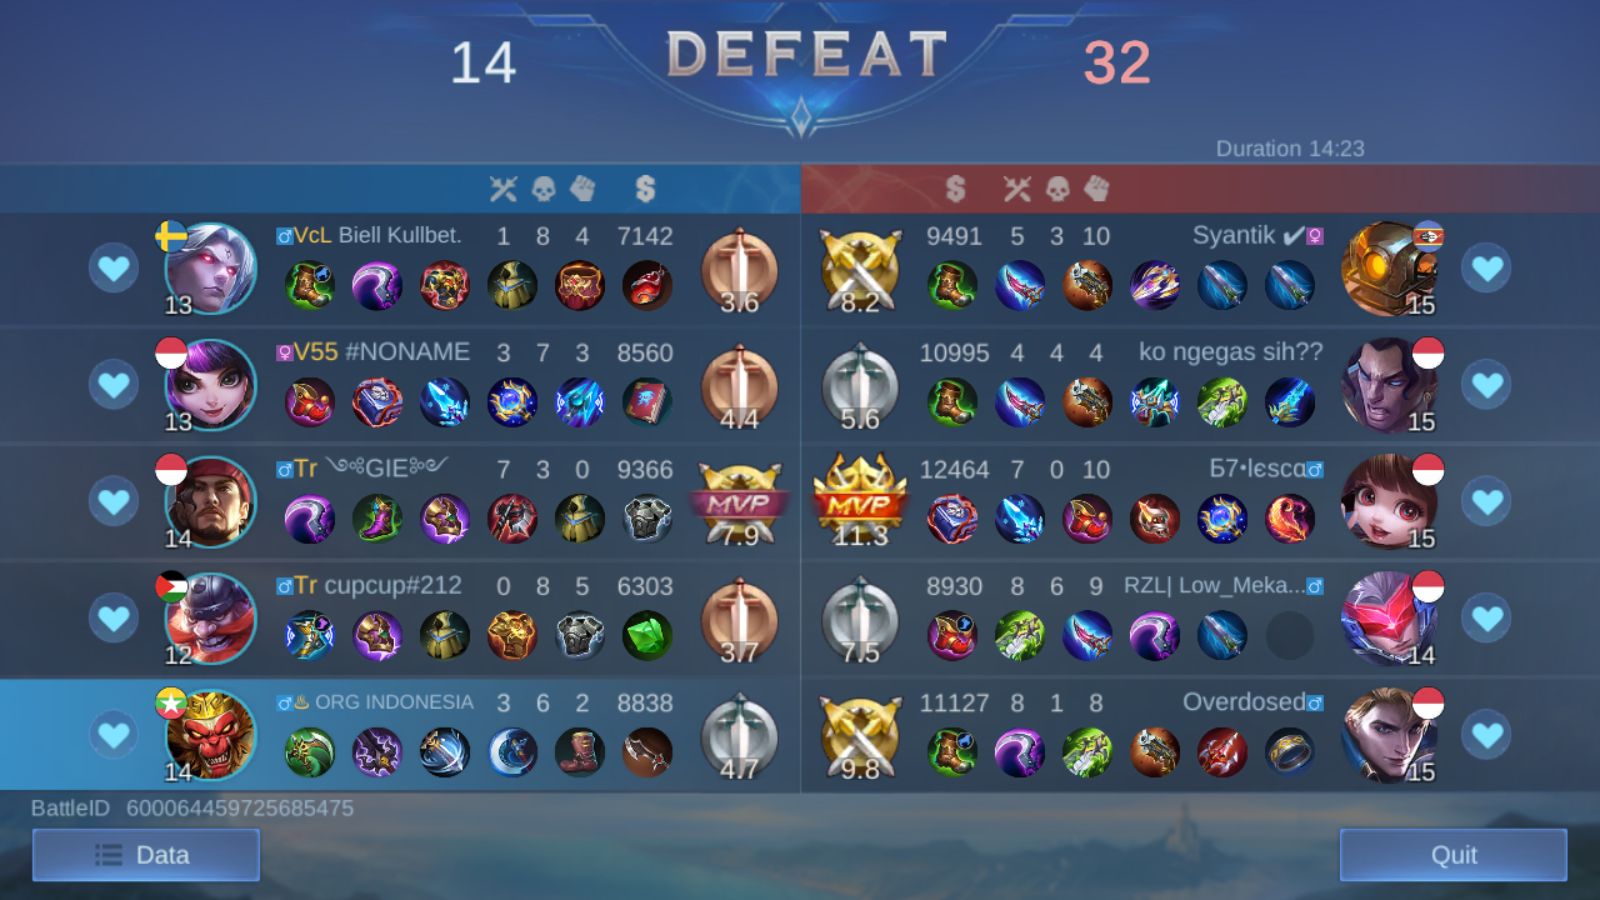 14 DEFEAT 32
Duration 14:23
VcL Biell Kullbet. 1 8 4 7142
13 3.6
8.2 9491 5 3 10 Syantik ✔
15
V55 #NONAME 3 7 3 8560
13 4.4
5.6 10995 4 4 4 ko ngegas sih??
15
Tr ༺GIE༻ 7 3 0 9366
14 MVP 7.9
MVP 11.3 12464 7 0 10 Б7•lєscɑ
15
Tr cupcup#212 0 8 5 6303
12 3.7
7.5 8930 8 6 9 RZL| Low_Meka...
14
♨ ORG INDONESIA 3 6 2 8838
14 4.7
9.8 11127 8 1 8 Overdosed
15
BattleID 600064459725685475
Data
Quit